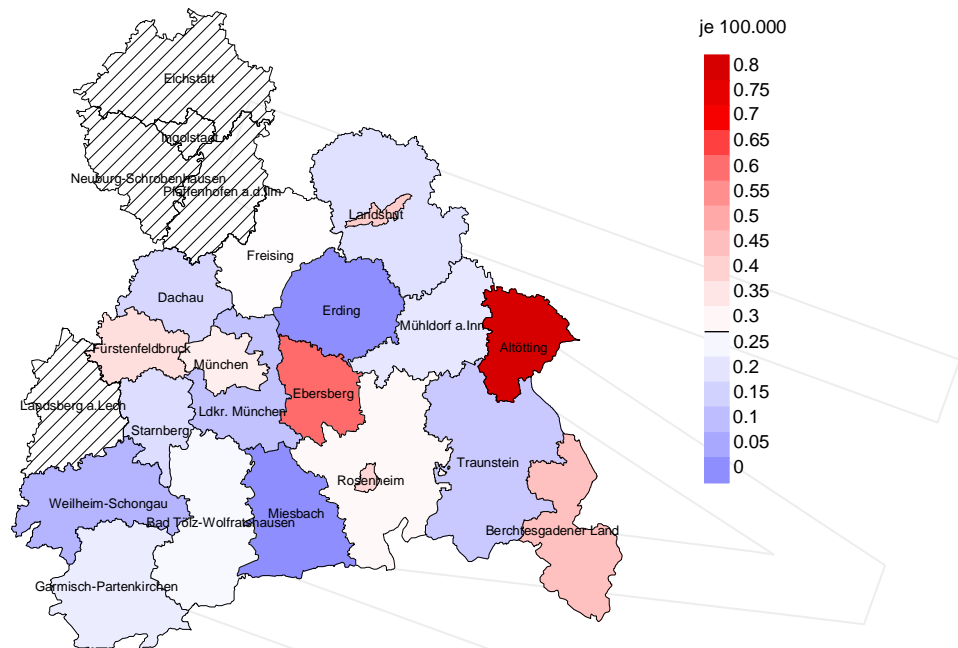 je 100.000
0.8
0.75
0.7
0.65
0.6
0.55
0.5
0.45
0.4
0.35
0.3
0.25
0.2
0.15
0.1
0.05
0
Eichstätt
Ingolstadt
Neuburg-Schrobenhausen
Pfaffenhofen a.d.Ilm
Landshut
Freising
Dachau
Erding
Mühldorf a.Inn
Altötting
Fürstenfeldbruck
München
Ebersberg
Landsberg a.Lech
Ldkr. München
Starnberg
Traunstein
Rosenheim
Weilheim-Schongau
Miesbach
Bad Tölz-Wolfratshausen
Berchtesgadener Land
Garmisch-Partenkirchen